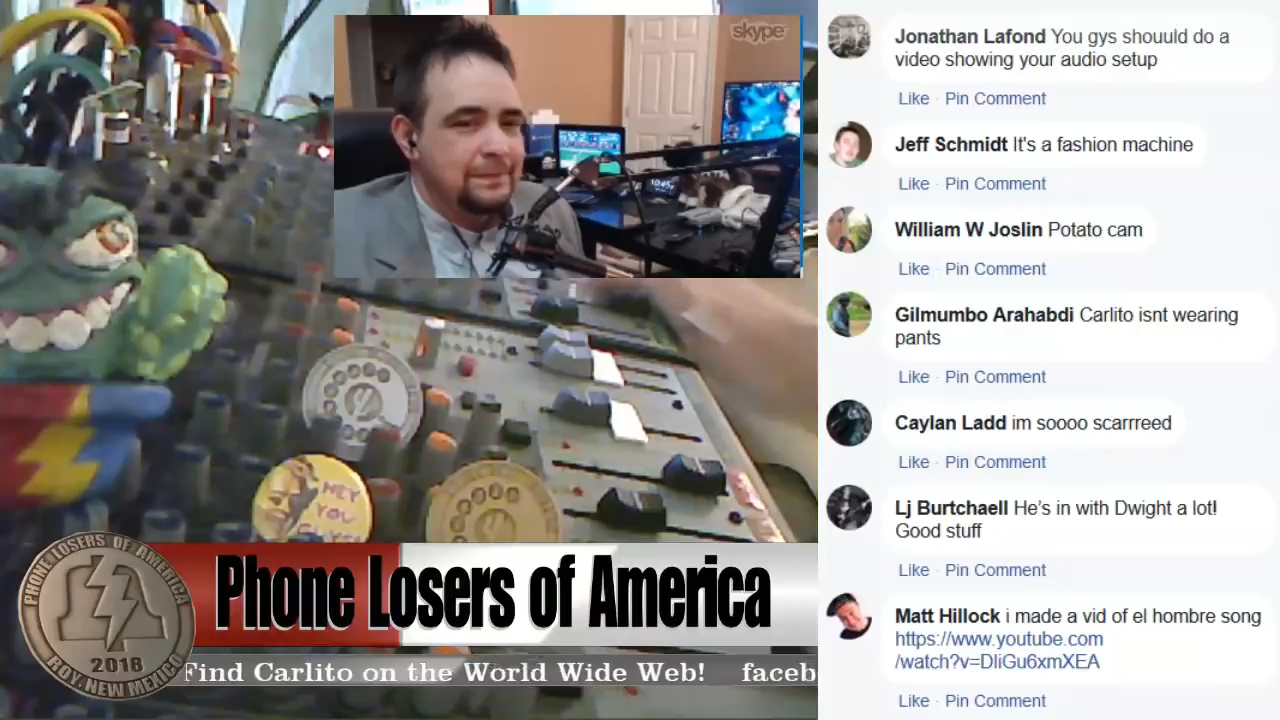 skype
HEY
YOU
GUYS!
10:45
PHONE LOSERS OF AMERICA
2018
ROY, NEW MEXICO
Phone Losers of America
Find Carlito on the World Wide Web! faceb
Jonathan Lafond You gys shouuld do a
video showing your audio setup
Like · Pin Comment
Jeff Schmidt It's a fashion machine
Like · Pin Comment
William W Joslin Potato cam
Like · Pin Comment
Gilmumbo Arahabdi Carlito isnt wearing
pants
Like · Pin Comment
Caylan Ladd im soooo scarrreed
Like · Pin Comment
Lj Burtchaell He's in with Dwight a lot!
Good stuff
Like · Pin Comment
Matt Hillock i made a vid of el hombre song
https://www.youtube.com
/watch?v=DliGu6xmXEA
Like · Pin Comment